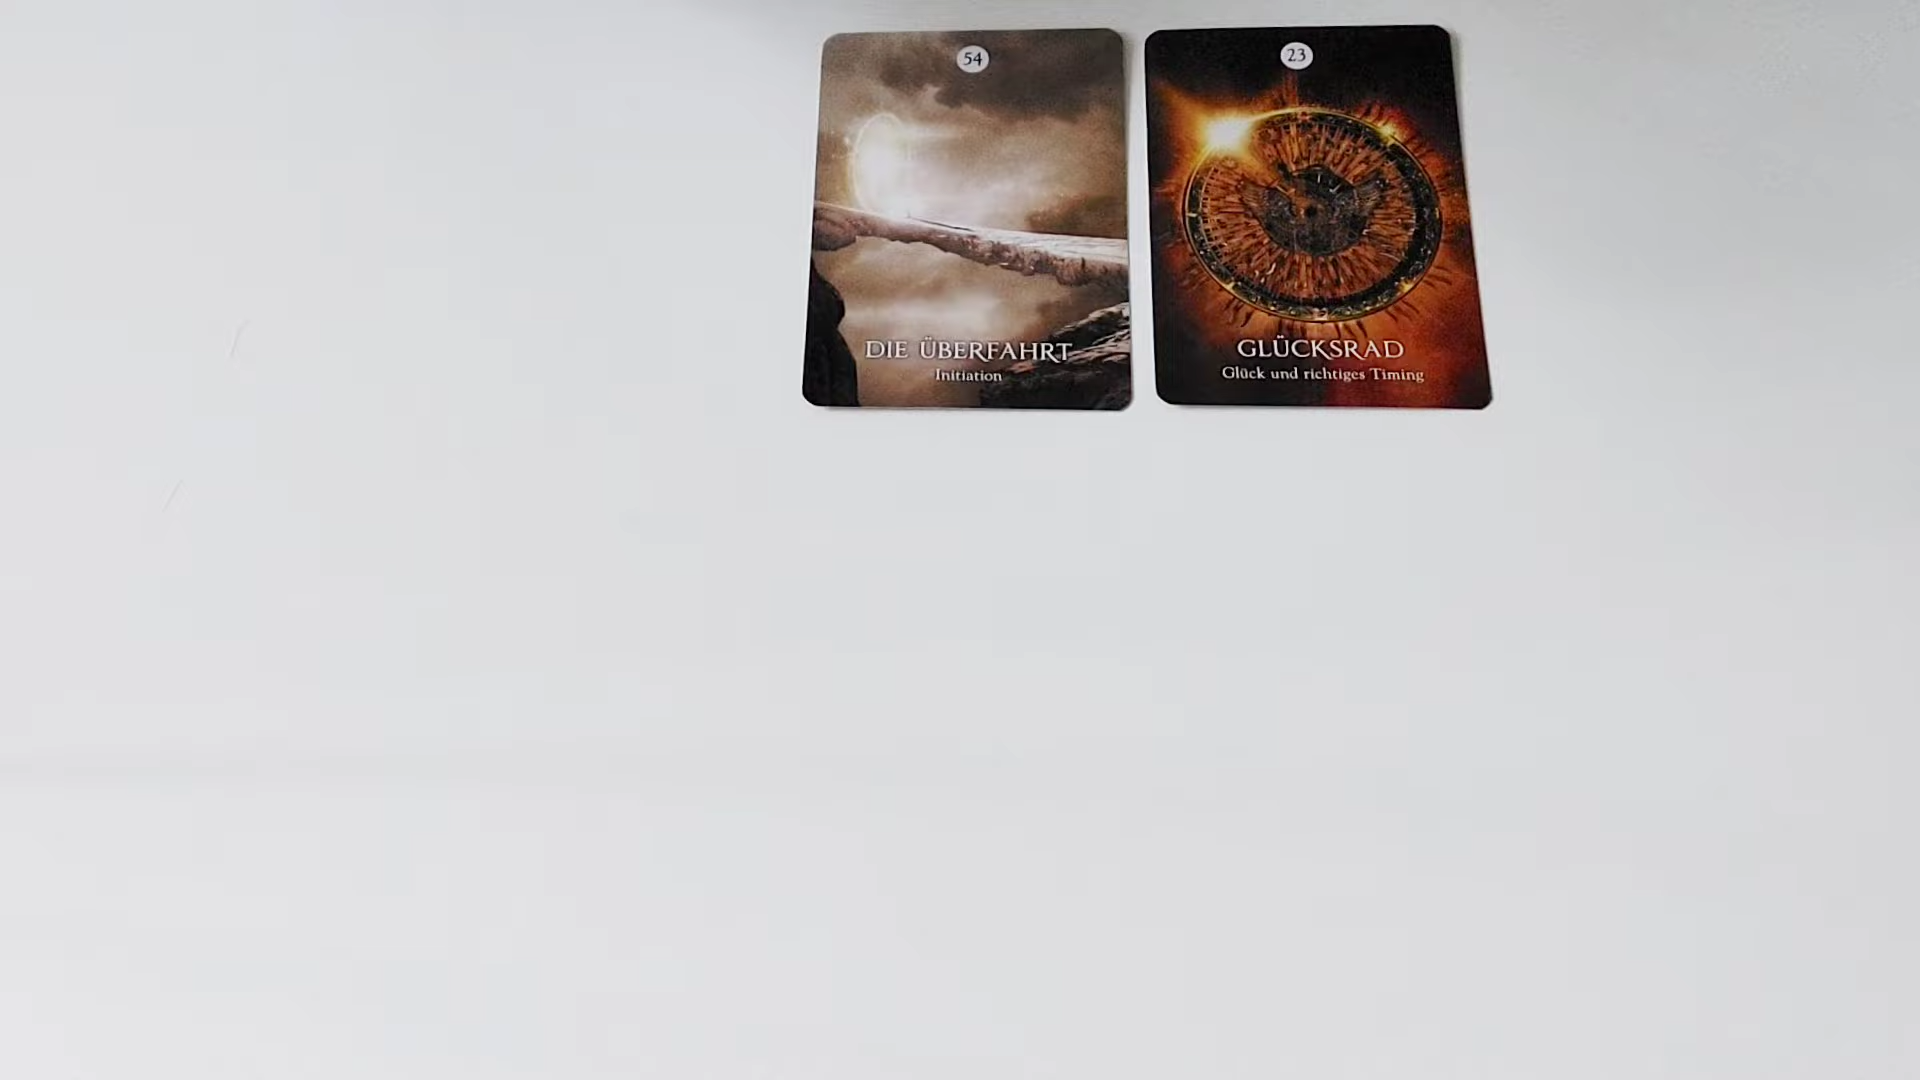 54
DIE ÜBERFAHRT
Initiation
23
GLÜCKSRAD
Glück und richtiges Timing